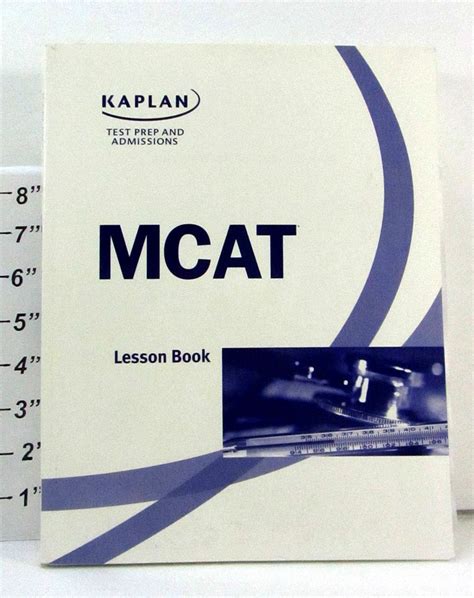 KAPLAN
TEST PREP AND
ADMISSIONS
MCAT
Lesson Book
8"
7"
6"
5"
4"
3"
2"
1"